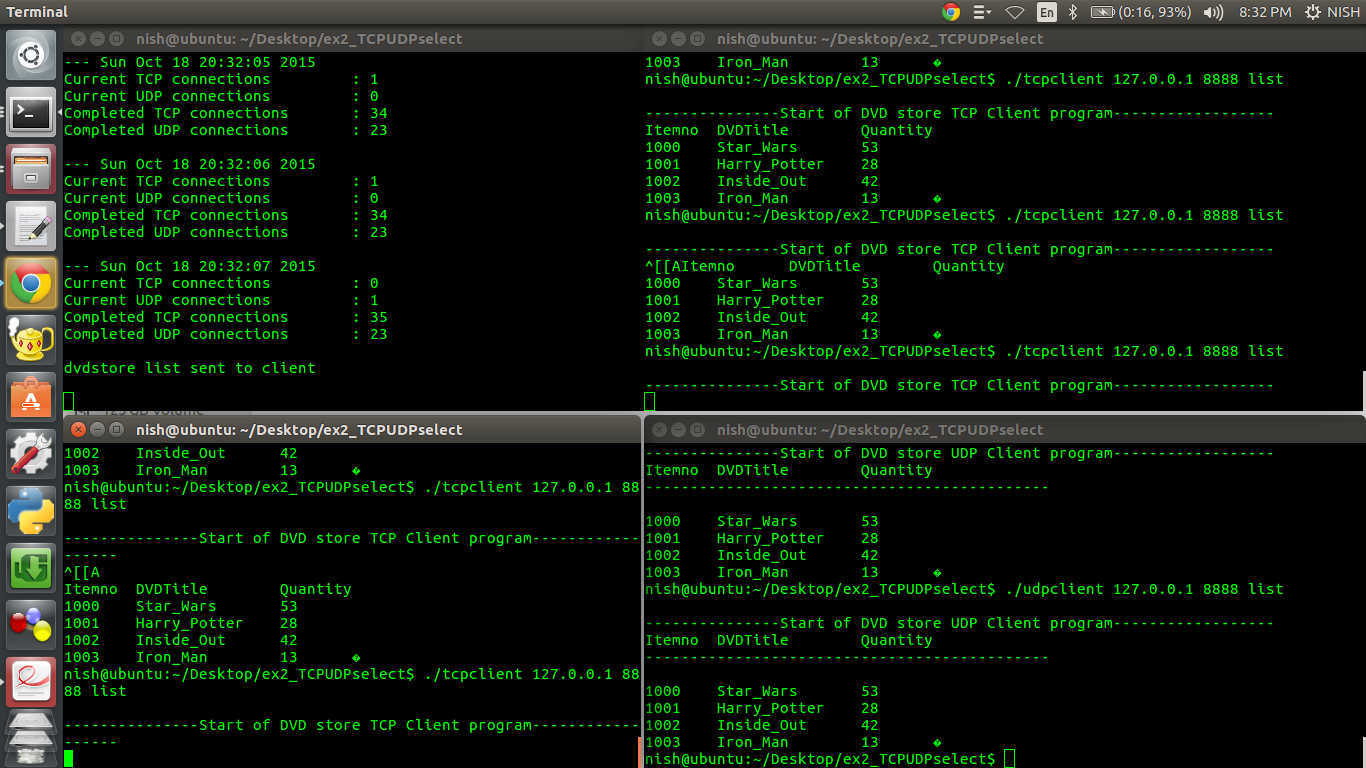 Terminal
En
(0:16, 93%)
8:32 PM
NISH
nish@ubuntu: ~/Desktop/ex2_TCPUDPselect
--- Sun Oct 18 20:32:05 2015
Current TCP connections : 1
Current UDP connections : 0
Completed TCP connections : 34
Completed UDP connections : 23
--- Sun Oct 18 20:32:06 2015
Current TCP connections : 1
Current UDP connections : 0
Completed TCP connections : 34
Completed UDP connections : 23
--- Sun Oct 18 20:32:07 2015
Current TCP connections : 0
Current UDP connections : 1
Completed TCP connections : 35
Completed UDP connections : 23
dvdstore list sent to client
nish@ubuntu: ~/Desktop/ex2_TCPUDPselect
1003 Iron_Man 13 �
nish@ubuntu:~/Desktop/ex2_TCPUDPselect$ ./tcpclient 127.0.0.1 8888 list
---------------Start of DVD store TCP Client program------------------
Itemno DVDTitle Quantity
1000 Star_Wars 53
1001 Harry_Potter 28
1002 Inside_Out 42
1003 Iron_Man 13 �
nish@ubuntu:~/Desktop/ex2_TCPUDPselect$ ./tcpclient 127.0.0.1 8888 list
---------------Start of DVD store TCP Client program------------------
^[[AItemno DVDTitle Quantity
1000 Star_Wars 53
1001 Harry_Potter 28
1002 Inside_Out 42
1003 Iron_Man 13 �
nish@ubuntu:~/Desktop/ex2_TCPUDPselect$ ./tcpclient 127.0.0.1 8888 list
---------------Start of DVD store TCP Client program------------------
nish@ubuntu: ~/Desktop/ex2_TCPUDPselect
1002 Inside_Out 42
1003 Iron_Man 13 �
nish@ubuntu:~/Desktop/ex2_TCPUDPselect$ ./tcpclient 127.0.0.1 88
88 list
---------------Start of DVD store TCP Client program------------
------
^[[A
Itemno DVDTitle Quantity
1000 Star_Wars 53
1001 Harry_Potter 28
1002 Inside_Out 42
1003 Iron_Man 13 �
nish@ubuntu:~/Desktop/ex2_TCPUDPselect$ ./tcpclient 127.0.0.1 88
88 list
---------------Start of DVD store TCP Client program------------
------
nish@ubuntu: ~/Desktop/ex2_TCPUDPselect
---------------Start of DVD store UDP Client program------------------
Itemno DVDTitle Quantity
---------------------------------------------
1000 Star_Wars 53
1001 Harry_Potter 28
1002 Inside_Out 42
1003 Iron_Man 13 �
nish@ubuntu:~/Desktop/ex2_TCPUDPselect$ ./udpclient 127.0.0.1 8888 list
---------------Start of DVD store UDP Client program------------------
Itemno DVDTitle Quantity
---------------------------------------------
1000 Star_Wars 53
1001 Harry_Potter 28
1002 Inside_Out 42
1003 Iron_Man 13 �
nish@ubuntu:~/Desktop/ex2_TCPUDPselect$